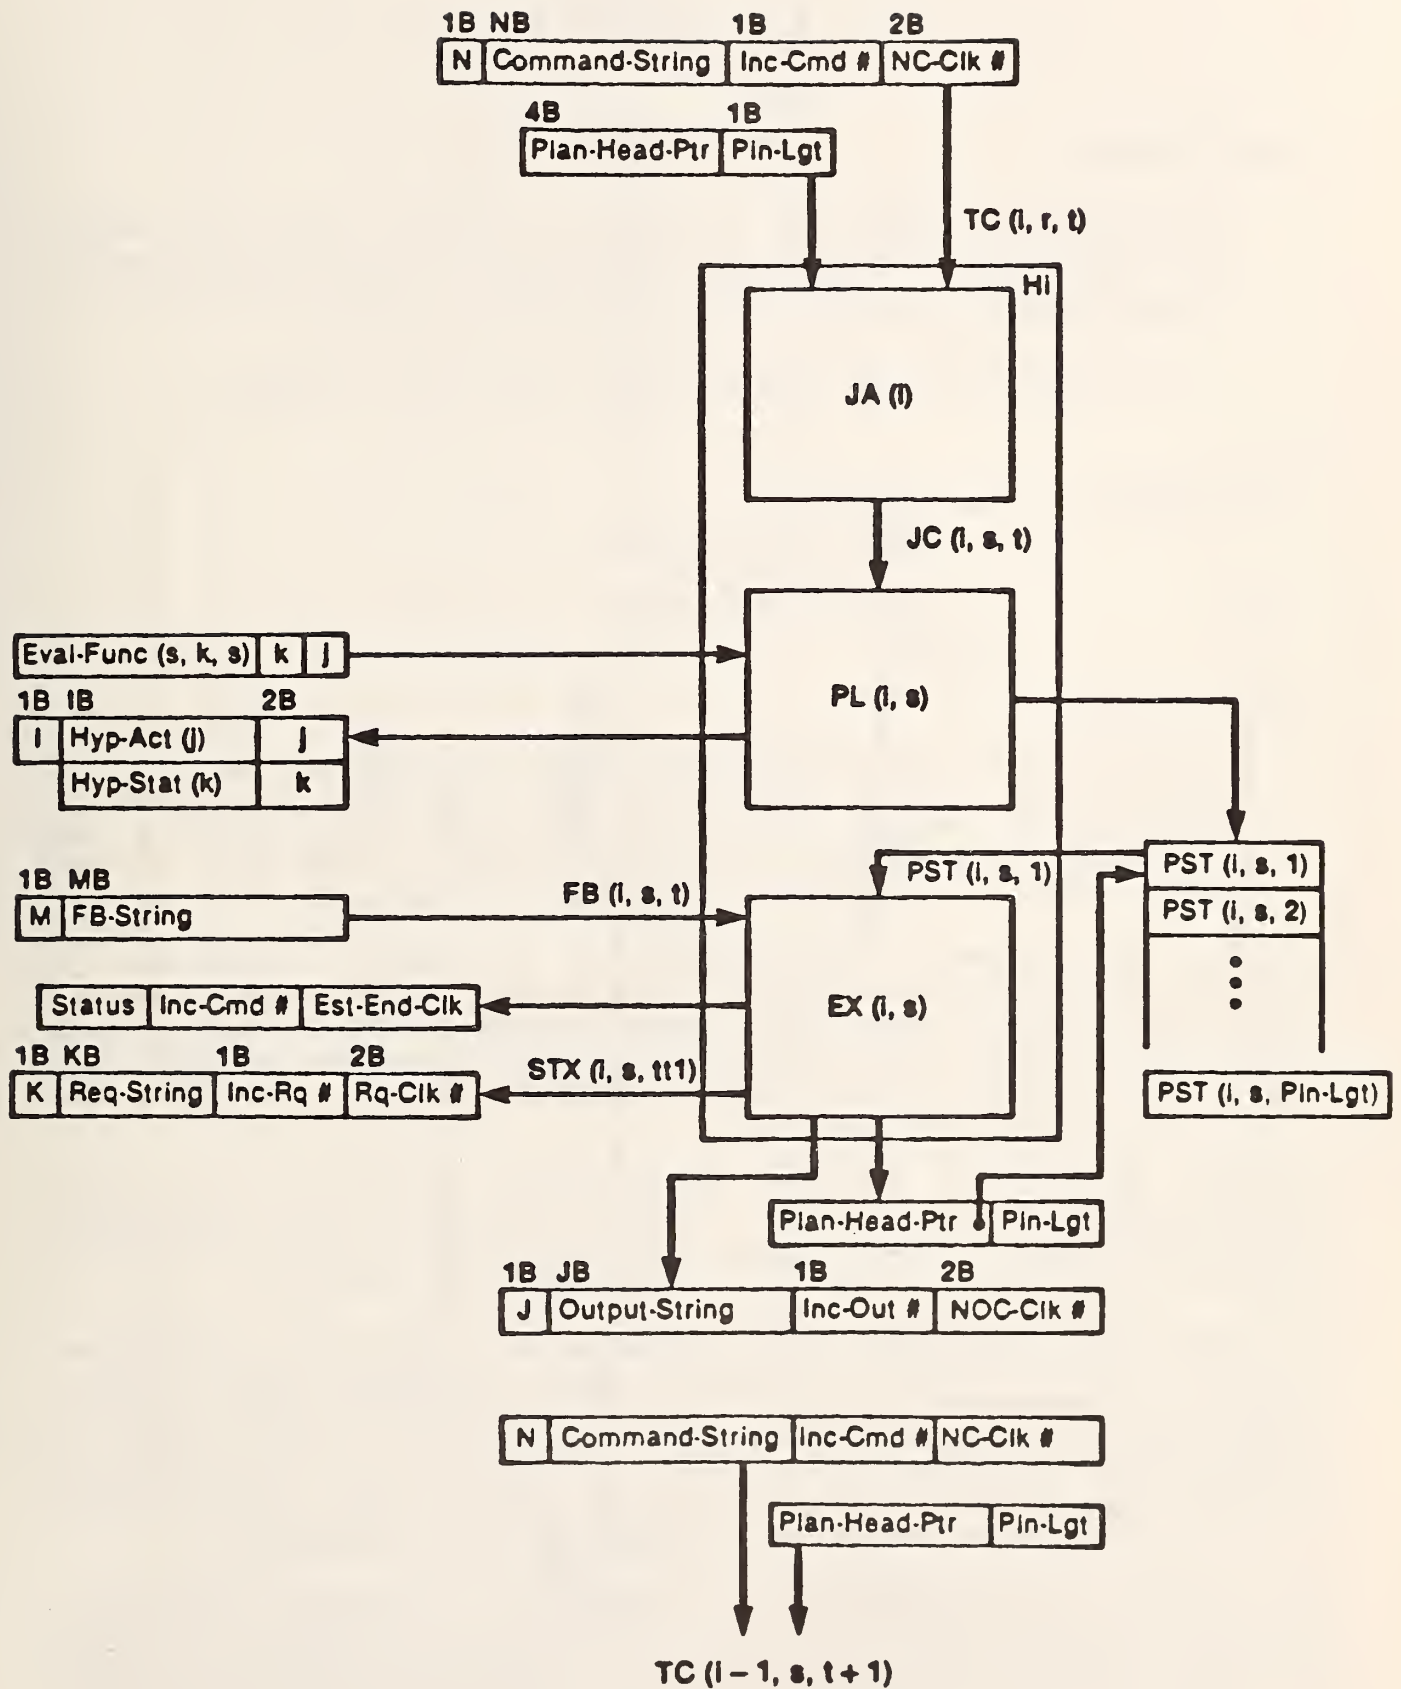 1B NB 1B 2B
N Command-String Inc-Cmd # NC-Clk #
4B 1B
Plan-Head-Ptr Pln-Lgt
TC (i, r, t)
Hi
JA (i)
JC (i, s, t)
Eval-Func (s, k, s) k j
PL (i, s)
1B IB 2B
I Hyp-Act (j) j
Hyp-Stat (k) k
PST (i, s, 1)
PST (i, s, 1)
1B MB
FB (i, s, t)
M FB-String
PST (i, s, 2)
Status Inc-Cmd # Est-End-Clk
EX (i, s)
1B KB 1B 2B
STX (i, s, tt1)
K Req-String Inc-Rq # Rq-Clk #
PST (i, s, Pln-Lgt)
Plan-Head-Ptr Pln-Lgt
1B JB 1B 2B
J Output-String Inc-Out # NOC-Clk #
N Command-String Inc-Cmd # NC-Clk #
Plan-Head-Ptr Pln-Lgt
TC (i – 1, s, t + 1)